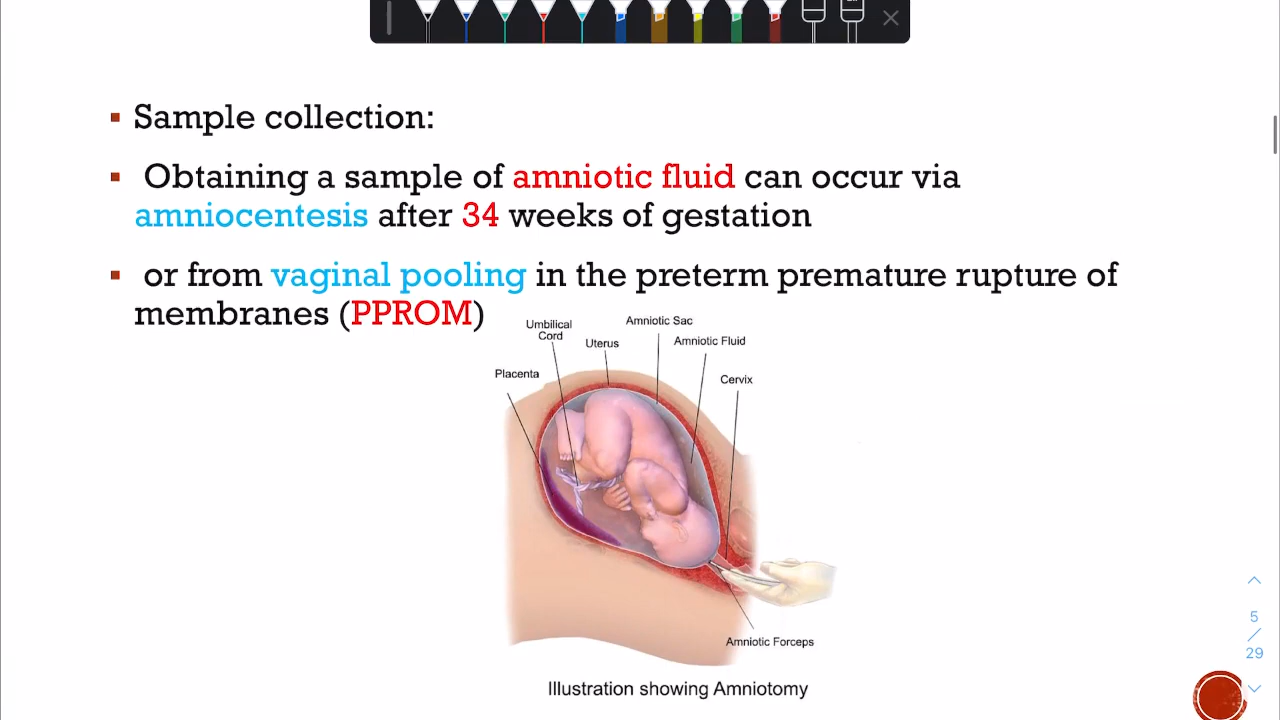 Sample collection:
Obtaining a sample of amniotic fluid can occur via
amniocentesis after 34 weeks of gestation
or from vaginal pooling in the preterm premature rupture of
membranes (PPROM)
Umbilical
Cord
Amniotic Sac
Uterus
Amniotic Fluid
Placenta
Cervix
Amniotic Forceps
Illustration showing Amniotomy
5
/
29